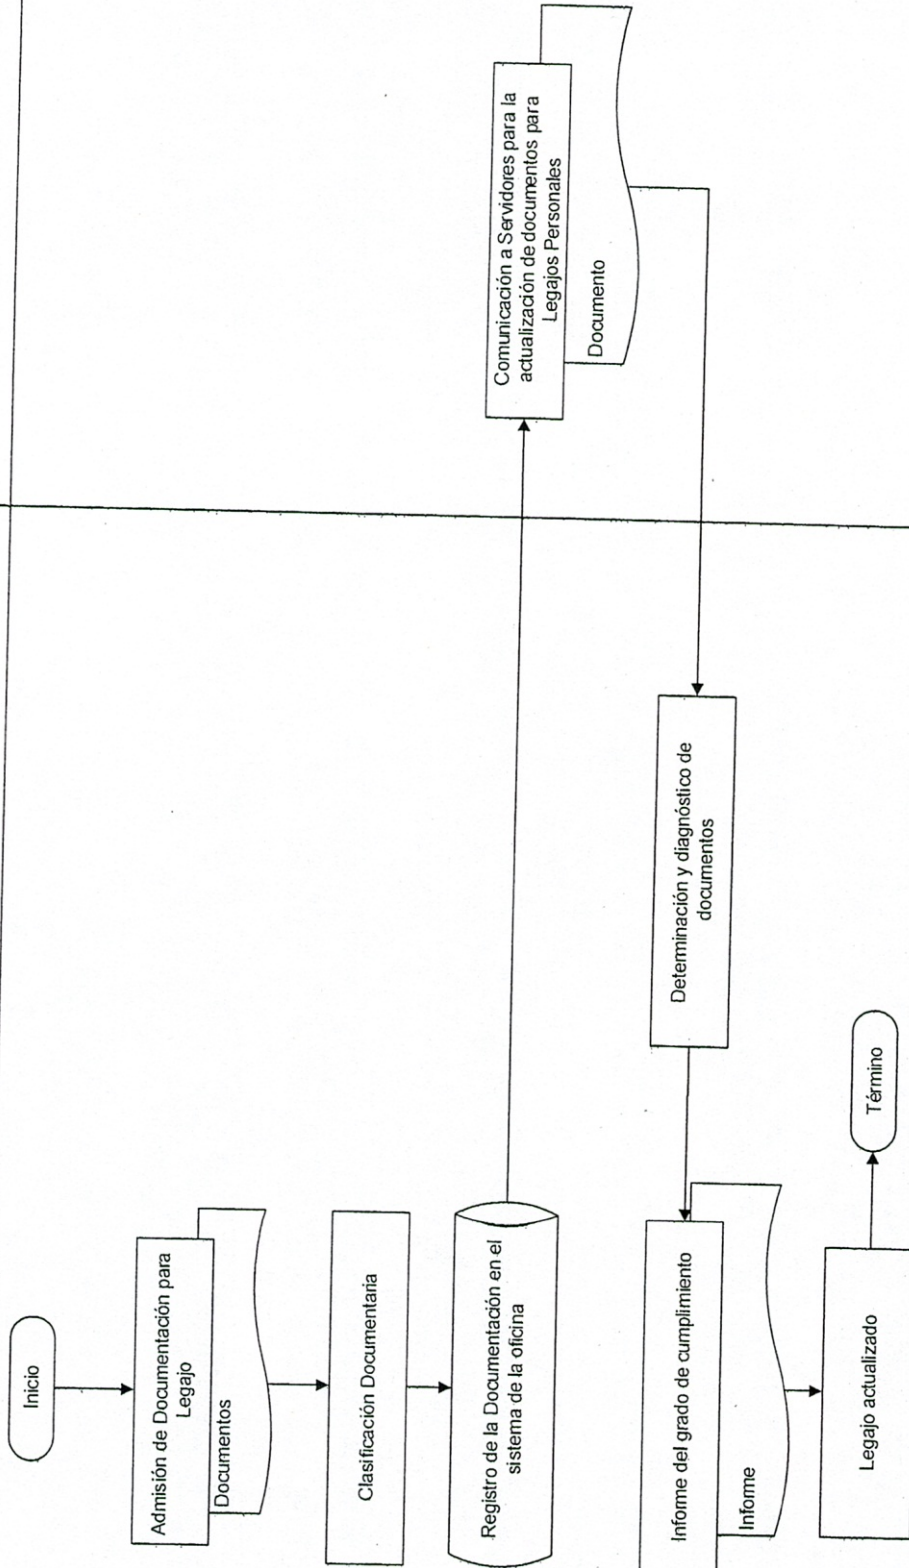 Inicio
Admisión de Documentación para
Legajo
Documentos
Clasificación Documentaria
Registro de la Documentación en el
sistema de la oficina
Comunicación a Servidores para la
actualización de documentos para
Legajos Personales
Documento
Determinación y diagnóstico de
documentos
Informe del grado de cumplimiento
Informe
Legajo actualizado
Término